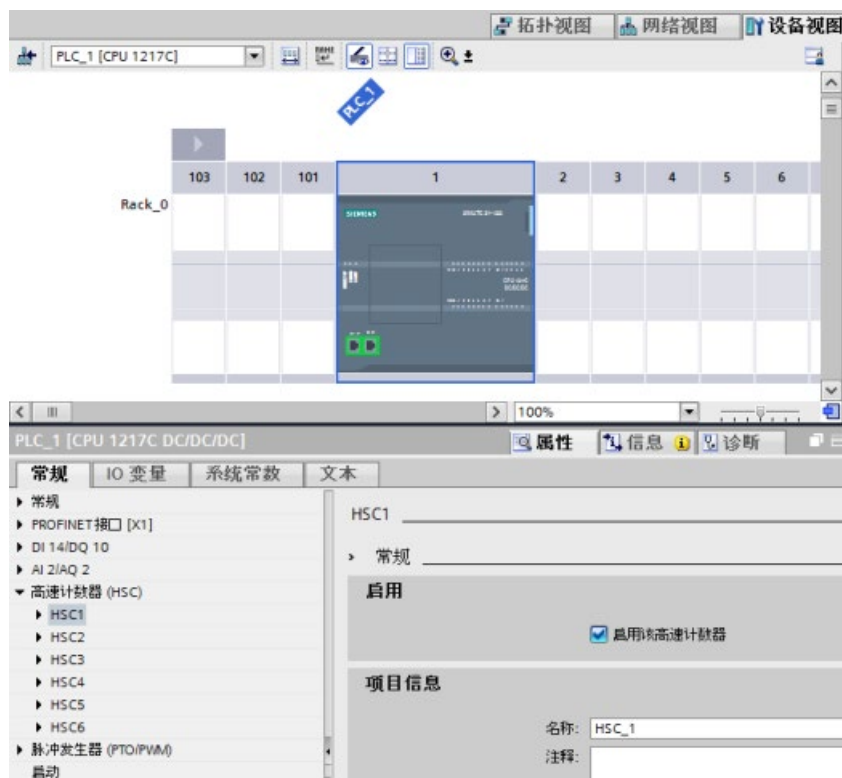 拓扑视图 网络视图 设备视图
PLC_1 [CPU 1217C]
PLC_1
103 102 101 1 2 3 4 5 6
Rack_0
SIEMENS
100%
PLC_1 [CPU 1217C DC/DC/DC] 属性 信息 诊断
常规 IO 变量 系统常数 文本
常规
PROFINET接口 [X1]
DI 14/DQ 10
AI 2/AQ 2
高速计数器 (HSC)
HSC1
HSC2
HSC3
HSC4
HSC5
HSC6
脉冲发生器 (PTO/PWM)
启动
HSC1
常规
启用
启用该高速计数器
项目信息
名称: HSC_1
注释: